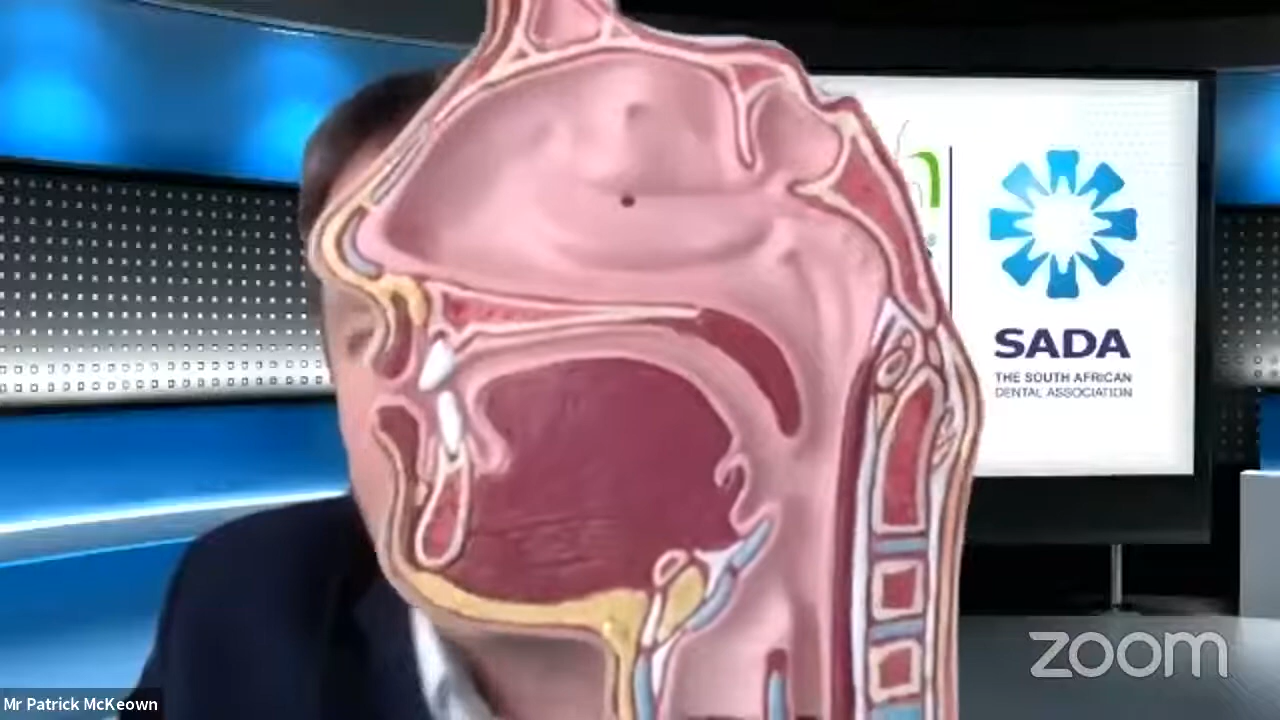 SADA
THE SOUTH AFRICAN
DENTAL ASSOCIATION
zoom
Mr Patrick McKeown